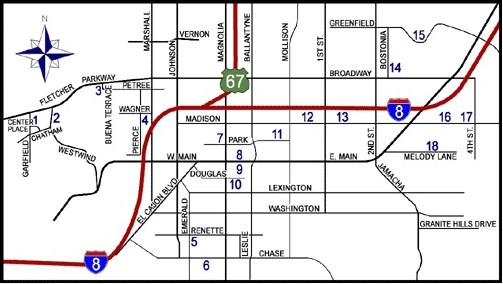 MARSHALL
JOHNSON
VERNON
MAGNOLIA
BALLANTYNE
MOLLISON
1ST ST.
GREENFIELD
BOSTONIA
15
14
FLETCHER PARKWAY
3
PETREE
67
BROADWAY
CENTER PLACE
1
2
CHATHAM
BUENA TERRACE
WAGNER
4
MADISON
12
13
8
16
17
GARFIELD
WESTWIND
PIERCE
7
PARK
11
2ND ST.
4TH ST.
W. MAIN
8
E. MAIN
18
MELODY LANE
DOUGLAS
9
10
JAMACHA
EL CAJON BLVD
EMERALD
LEXINGTON
WASHINGTON
GRANITE HILLS DRIVE
RENETTE
5
LESLIE
8
6
CHASE